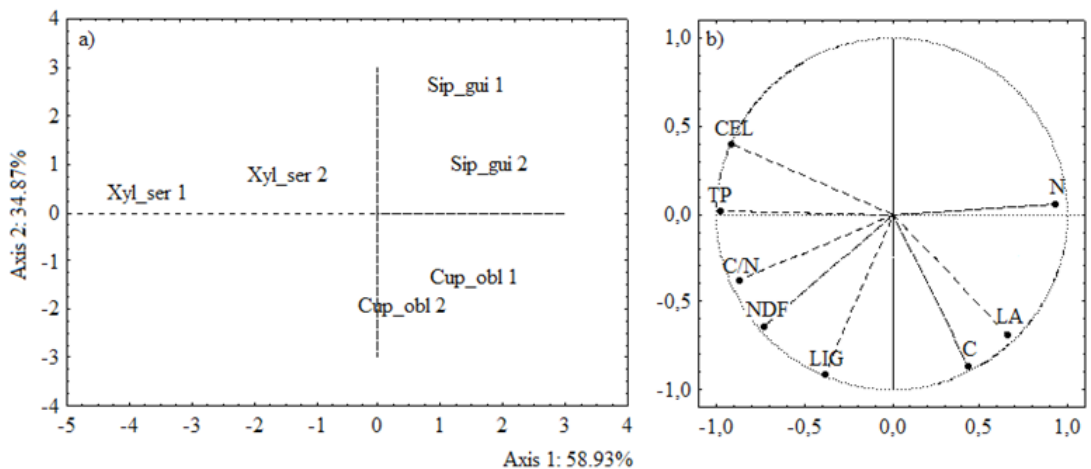 a)
4
3
2
1
0
-1
-2
-3
-4
Axis 2: 34.87%
Sip_gui 1
Sip_gui 2
Xyl_ser 2
Xyl_ser 1
Cup_obl 1
Cup_obl 2
-5 -4 -3 -2 -1 0 1 2 3 4
Axis 1: 58.93%
b)
1,0
0,5
0,0
-0,5
-1,0
CEL
N
TP
C/N
NDF
LA
LIG
C
-1,0 -0,5 0,0 0,5 1,0